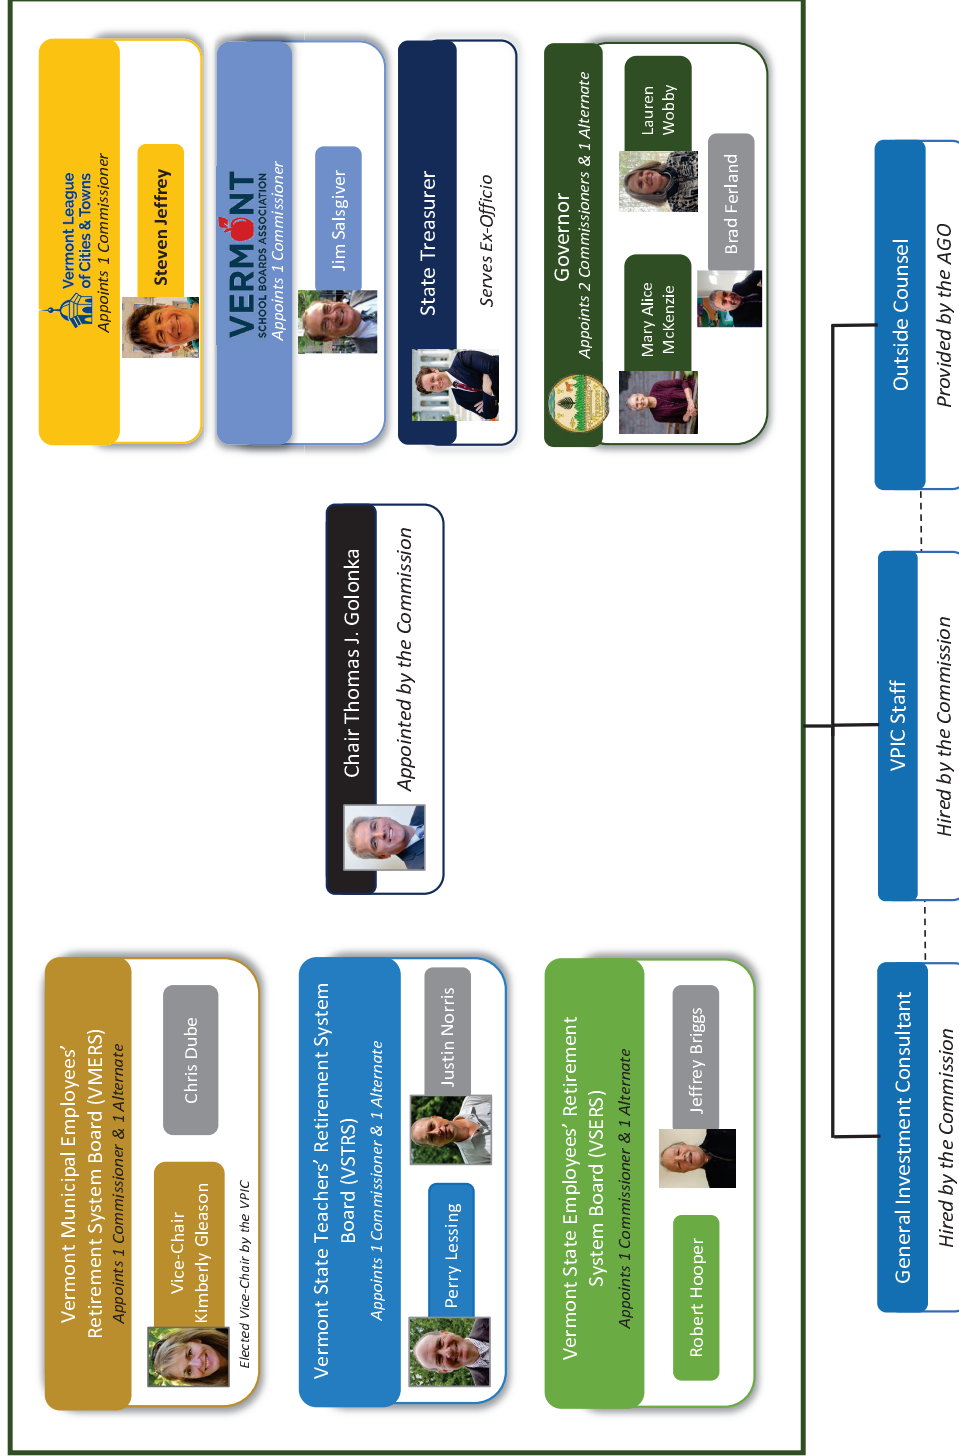 Vermont Municipal Employees'
Retirement System Board (VMERS)
Appoints 1 Commissioner & 1 Alternate
Vice-Chair
Kimberly Gleason
Chris Dube
Elected Vice-Chair by the VPIC
Vermont State Teachers' Retirement System
Board (VSTRS)
Appoints 1 Commissioner & 1 Alternate
Perry Lessing
Justin Norris
Vermont State Employees' Retirement
System Board (VSERS)
Appoints 1 Commissioner & 1 Alternate
Robert Hooper
Jeffrey Briggs
Chair Thomas J. Golonka
Appointed by the Commission
Vermont League
of Cities & Towns
Appoints 1 Commissioner
Steven Jeffrey
VERMONT
SCHOOL BOARDS ASSOCIATION
Appoints 1 Commissioner
Jim Salsgiver
State Treasurer
Serves Ex-Officio
Governor
Appoints 2 Commissioners & 1 Alternate
Mary Alice
McKenzie
Lauren
Wobby
Brad Ferland
General Investment Consultant
Hired by the Commission
VPIC Staff
Hired by the Commission
Outside Counsel
Provided by the AGO